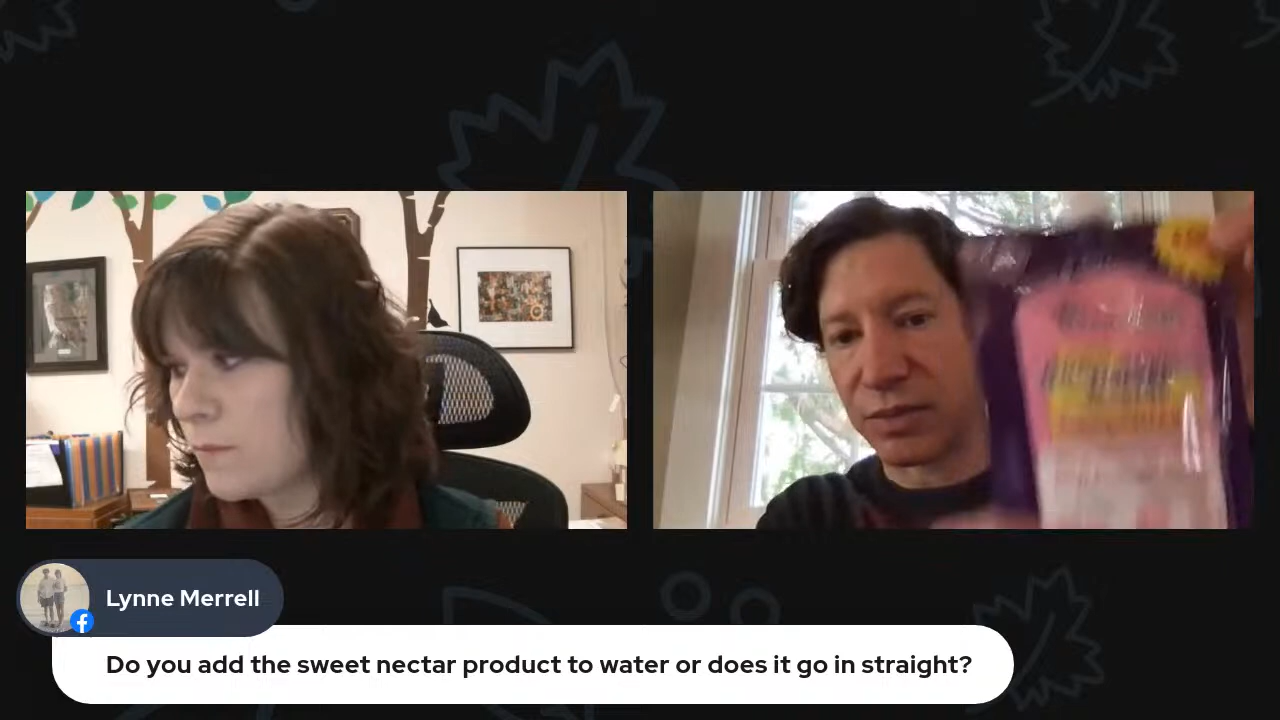 Lynne Merrell
Do you add the sweet nectar product to water or does it go in straight?